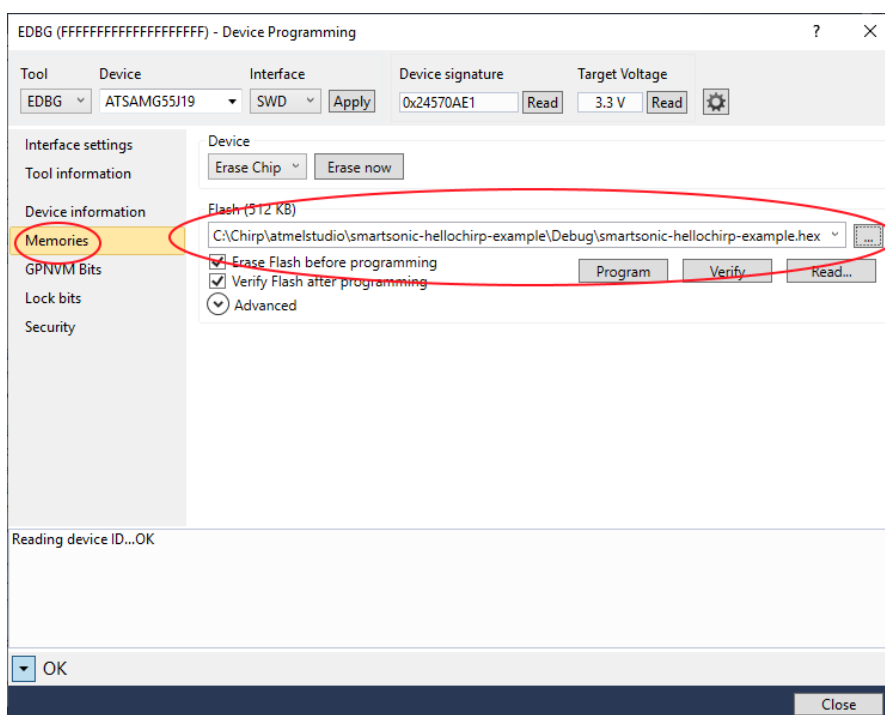 EDBG (FFFFFFFFFFFFFFFFFFFF) - Device Programming ?
Tool Device Interface Device signature Target Voltage
EDBG ATSAMG55J19 SWD Apply 0x24570AE1 Read 3.3 V Read
Interface settings
Tool information
Device information
Memories
GPNVM Bits
Lock bits
Security
Device
Erase Chip Erase now
Flash (512 KB)
C:\Chirp\atmelstudio\smartsonic-hellochirp-example\Debug\smartsonic-hellochirp-example.hex ...
Erase Flash before programming
Verify Flash after programming
Program Verify Read...
Advanced
Reading device ID...OK
OK
Close